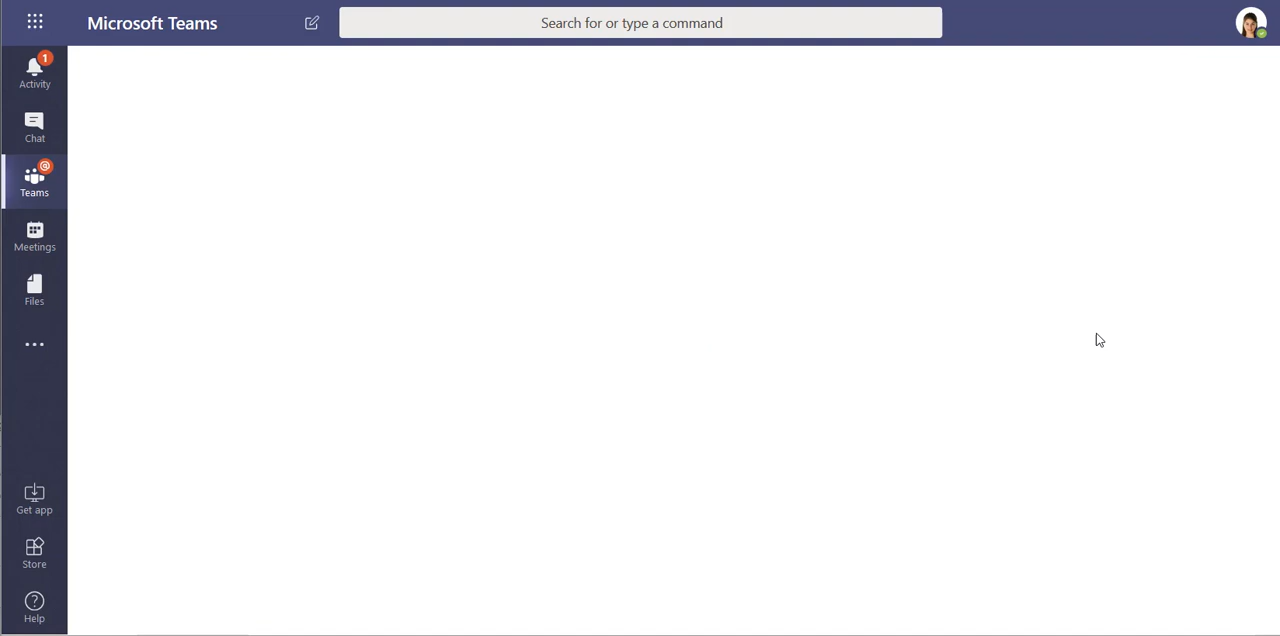 Microsoft Teams
Search for or type a command
1
Activity
Chat
@
Teams
Meetings
Files
Get app
Store
?
Help